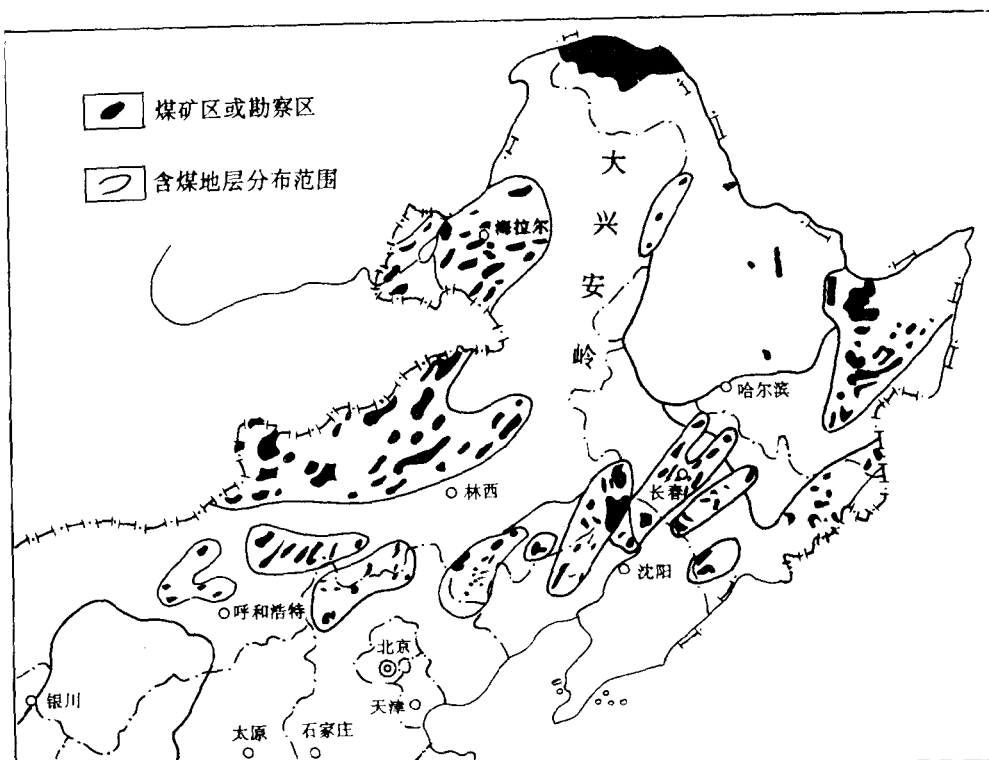 煤矿区或勘察区
含煤地层分布范围
大
兴
安
岭
海拉尔
哈尔滨
林西
长春
沈阳
呼和浩特
北京
银川
天津
太原
石家庄